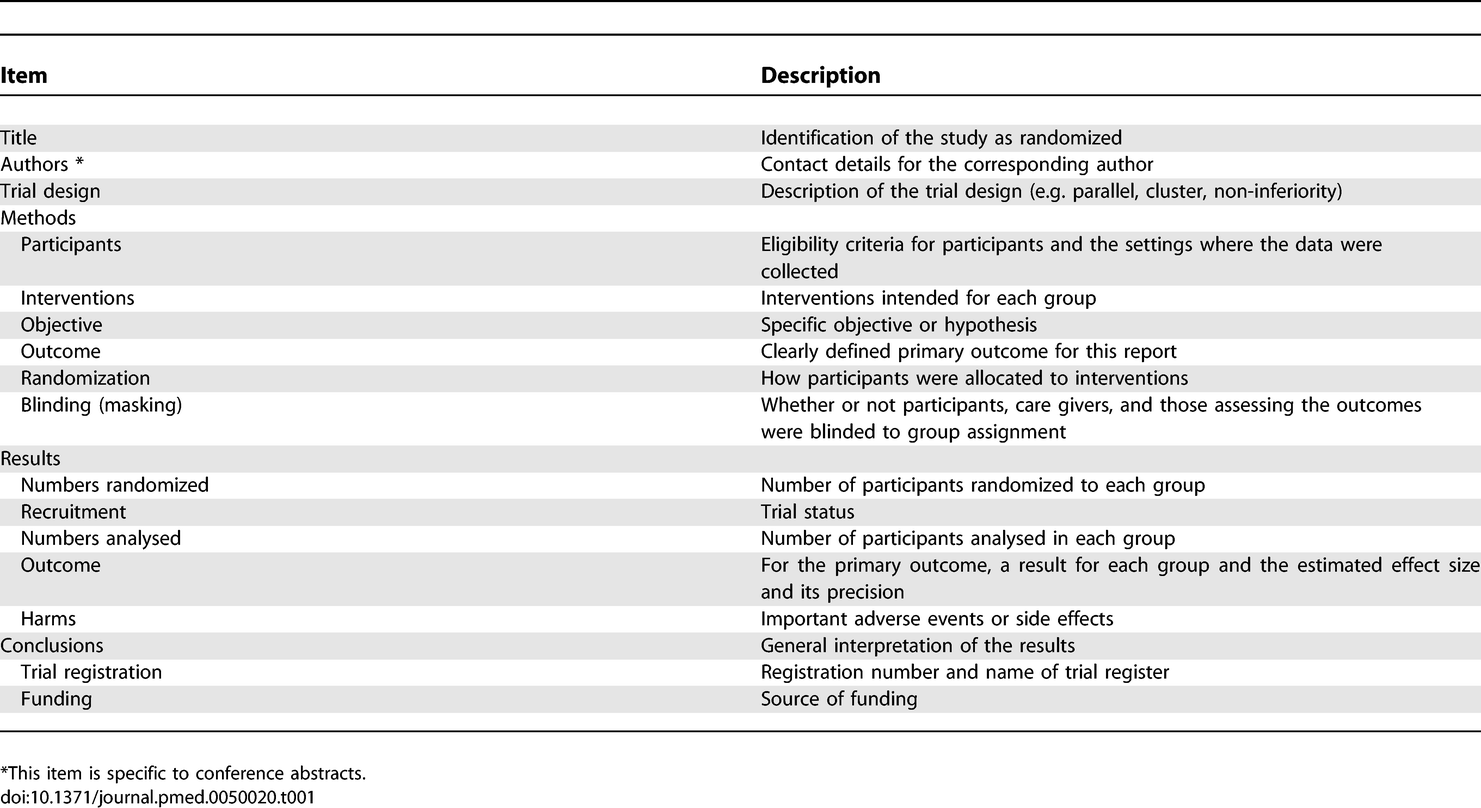 Item Description
Title Identification of the study as randomized
Authors * Contact details for the corresponding author
Trial design Description of the trial design (e.g. parallel, cluster, non-inferiority)
Methods
Participants Eligibility criteria for participants and the settings where the data were
collected
Interventions Interventions intended for each group
Objective Specific objective or hypothesis
Outcome Clearly defined primary outcome for this report
Randomization How participants were allocated to interventions
Blinding (masking) Whether or not participants, care givers, and those assessing the outcomes
were blinded to group assignment
Results
Numbers randomized Number of participants randomized to each group
Recruitment Trial status
Numbers analysed Number of participants analysed in each group
Outcome For the primary outcome, a result for each group and the estimated effect size
and its precision
Harms Important adverse events or side effects
Conclusions General interpretation of the results
Trial registration Registration number and name of trial register
Funding Source of funding
*This item is specific to conference abstracts.
doi:10.1371/journal.pmed.0050020.t001